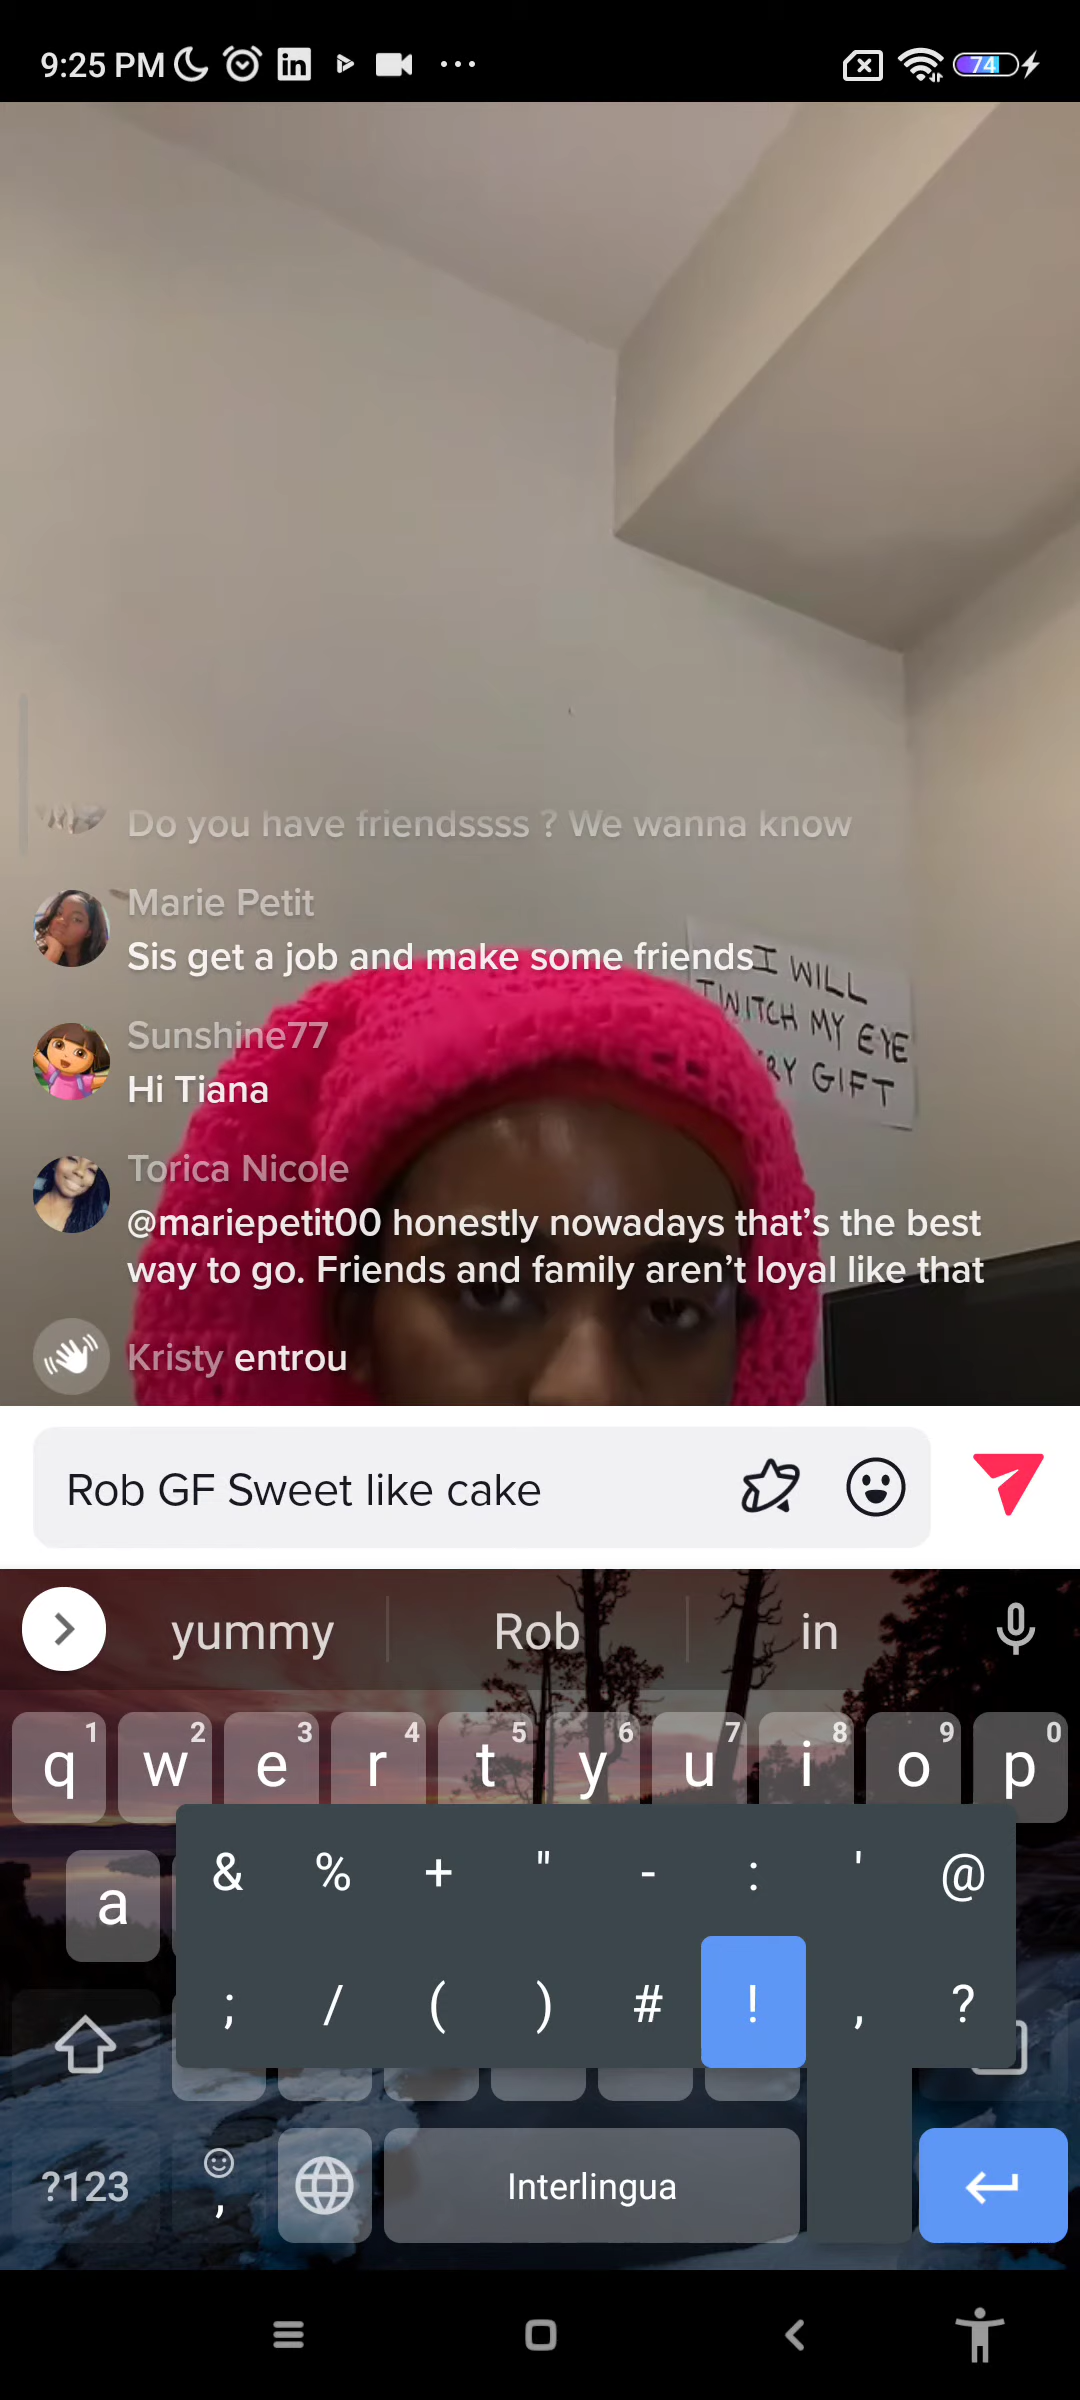 9:25 PM
74
Do you have friendssss ? We wanna know
Marie Petit
Sis get a job and make some friends
I WILL
TWITCH MY EYE
RY GIFT
Sunshine77
Hi Tiana
Torica Nicole
@mariepetit00 honestly nowadays that’s the best
way to go. Friends and family aren’t loyal like that
Kristy entrou
Rob GF Sweet like cake
yummy Rob in
1 2 3 4 5 6 7 8 9 0
q w e r t y u i o p
& % + " - : ' @
a
; / ( ) # ! , ?
?123 , Interlingua